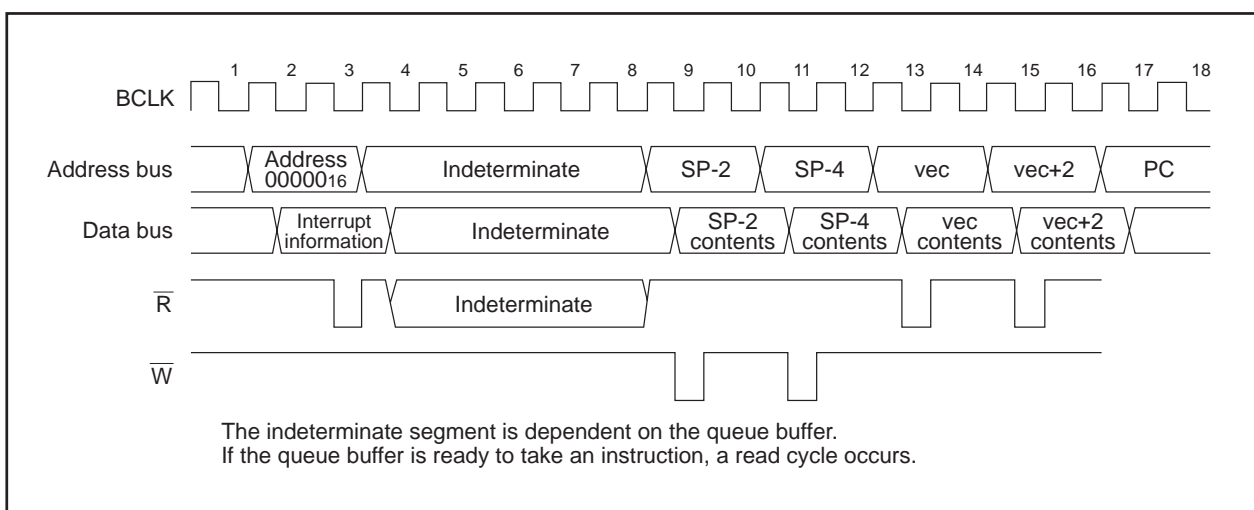 1 2 3 4 5 6 7 8 9 10 11 12 13 14 15 16 17 18
BCLK
Address bus
Address
000001̲6
Indeterminate
SP-2
SP-4
vec
vec+2
PC
Data bus
Interrupt
information
Indeterminate
SP-2
contents
SP-4
contents
vec
contents
vec+2
contents
R
Indeterminate
W
The indeterminate segment is dependent on the queue buffer.
If the queue buffer is ready to take an instruction, a read cycle occurs.